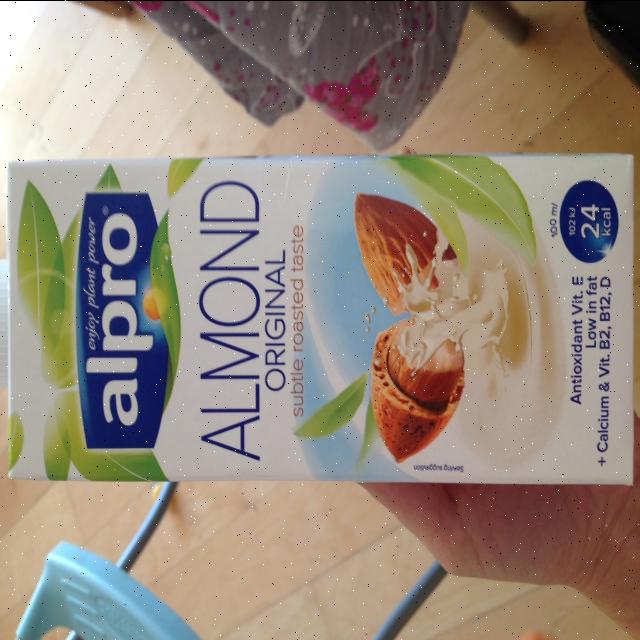 enjoy plant power
alpro®
ALMOND
ORIGINAL
subtle roasted taste
Serving suggestion
100 ml
102 kJ
24
kcal
Antioxidant Vit. E
Low in fat
+ Calcium & Vit. B2, B12, D